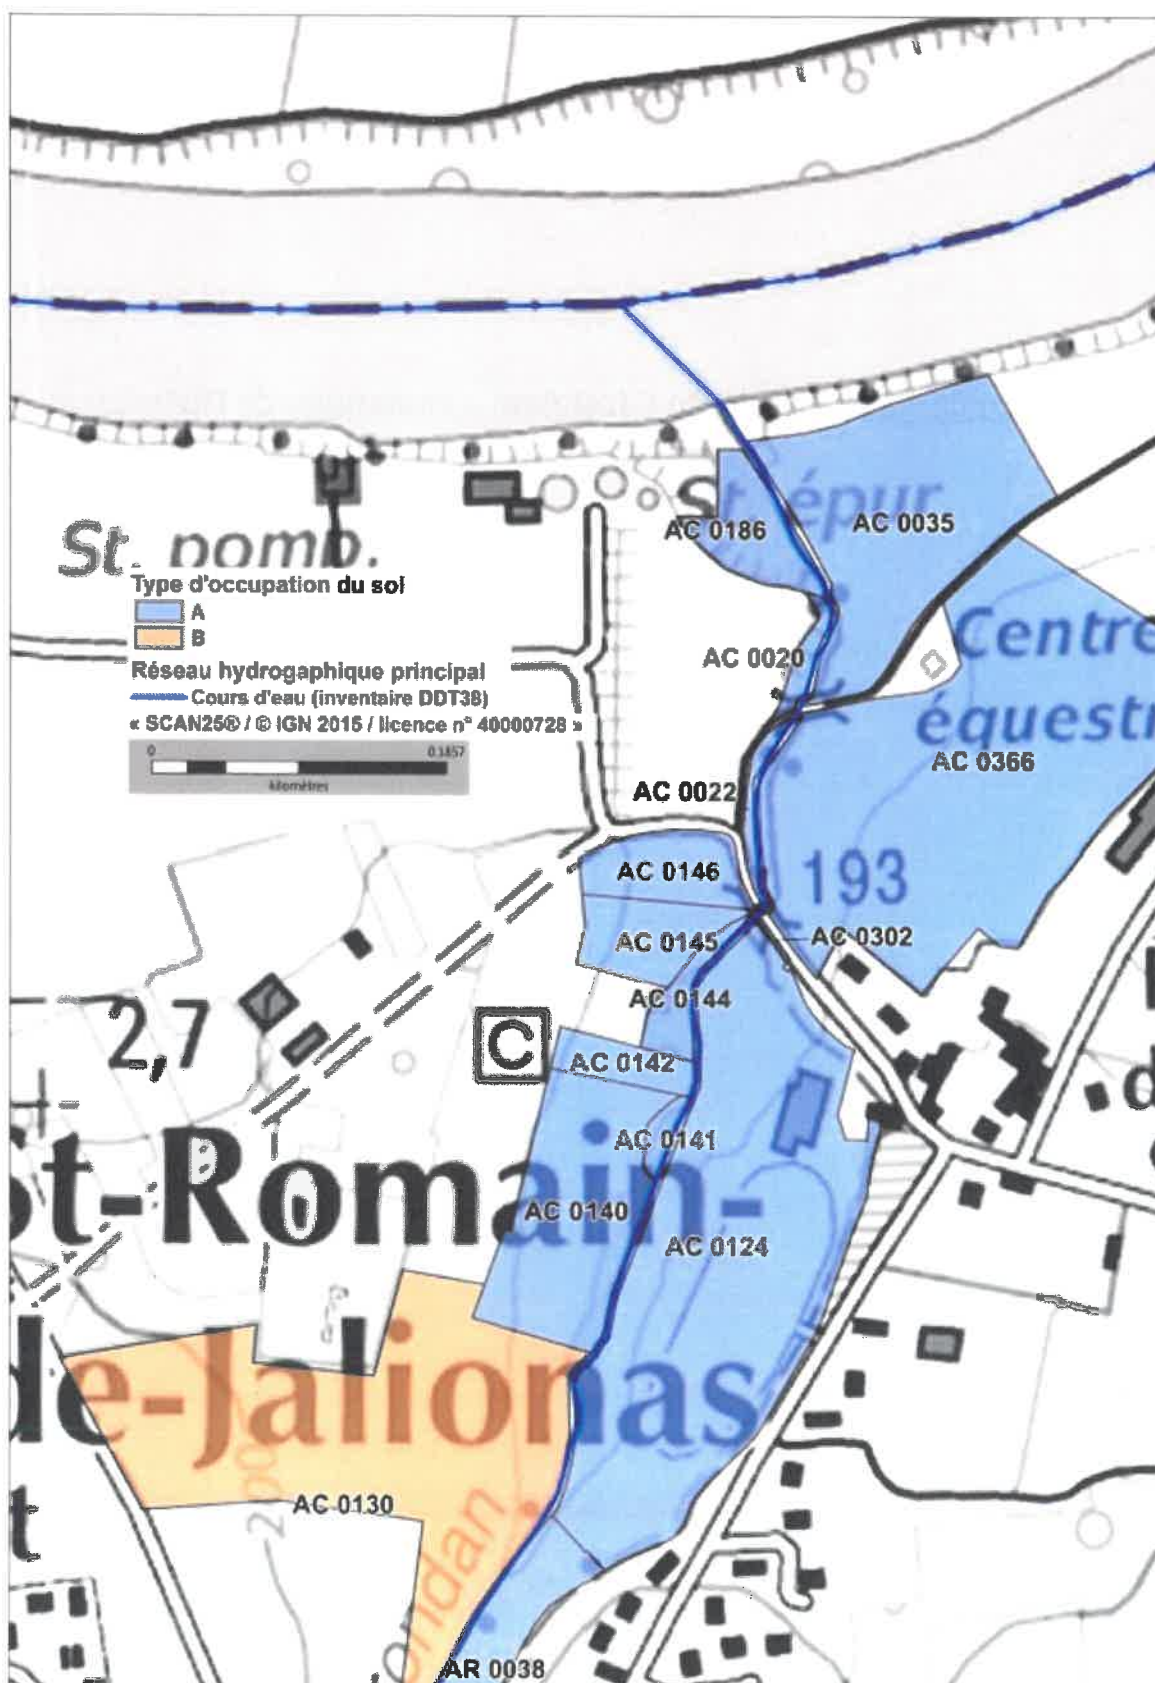 St. épur
AC 0186
AC 0035
St. pomp.
Type d'occupation du sol
A
B
Réseau hydrogaphique principal
Cours d'eau (inventaire DDT38)
« SCAN25® / © IGN 2015 / licence n° 40000728 »
0 0.1857
kilomètres
AC 0020
Centre
équestr
AC 0366
AC 0022
AC 0146
193
AC 0145
AC 0302
AC 0144
2,7
C
AC 0142
AC 0141
St-Romain-
AC 0140
AC 0124
de-Jalionas
AC 0130
AR 0038